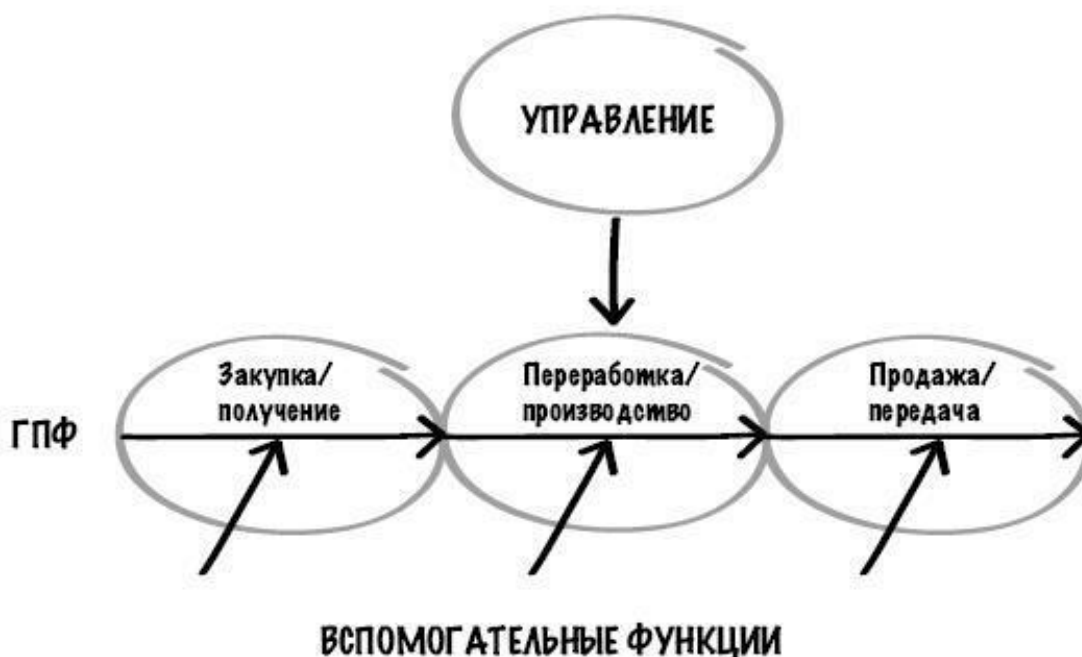 УПРАВЛЕНИЕ
Закупка/
получение
Переработка/
производство
Продажа/
передача
ГПФ
ВСПОМОГАТЕЛЬНЫЕ ФУНКЦИИ